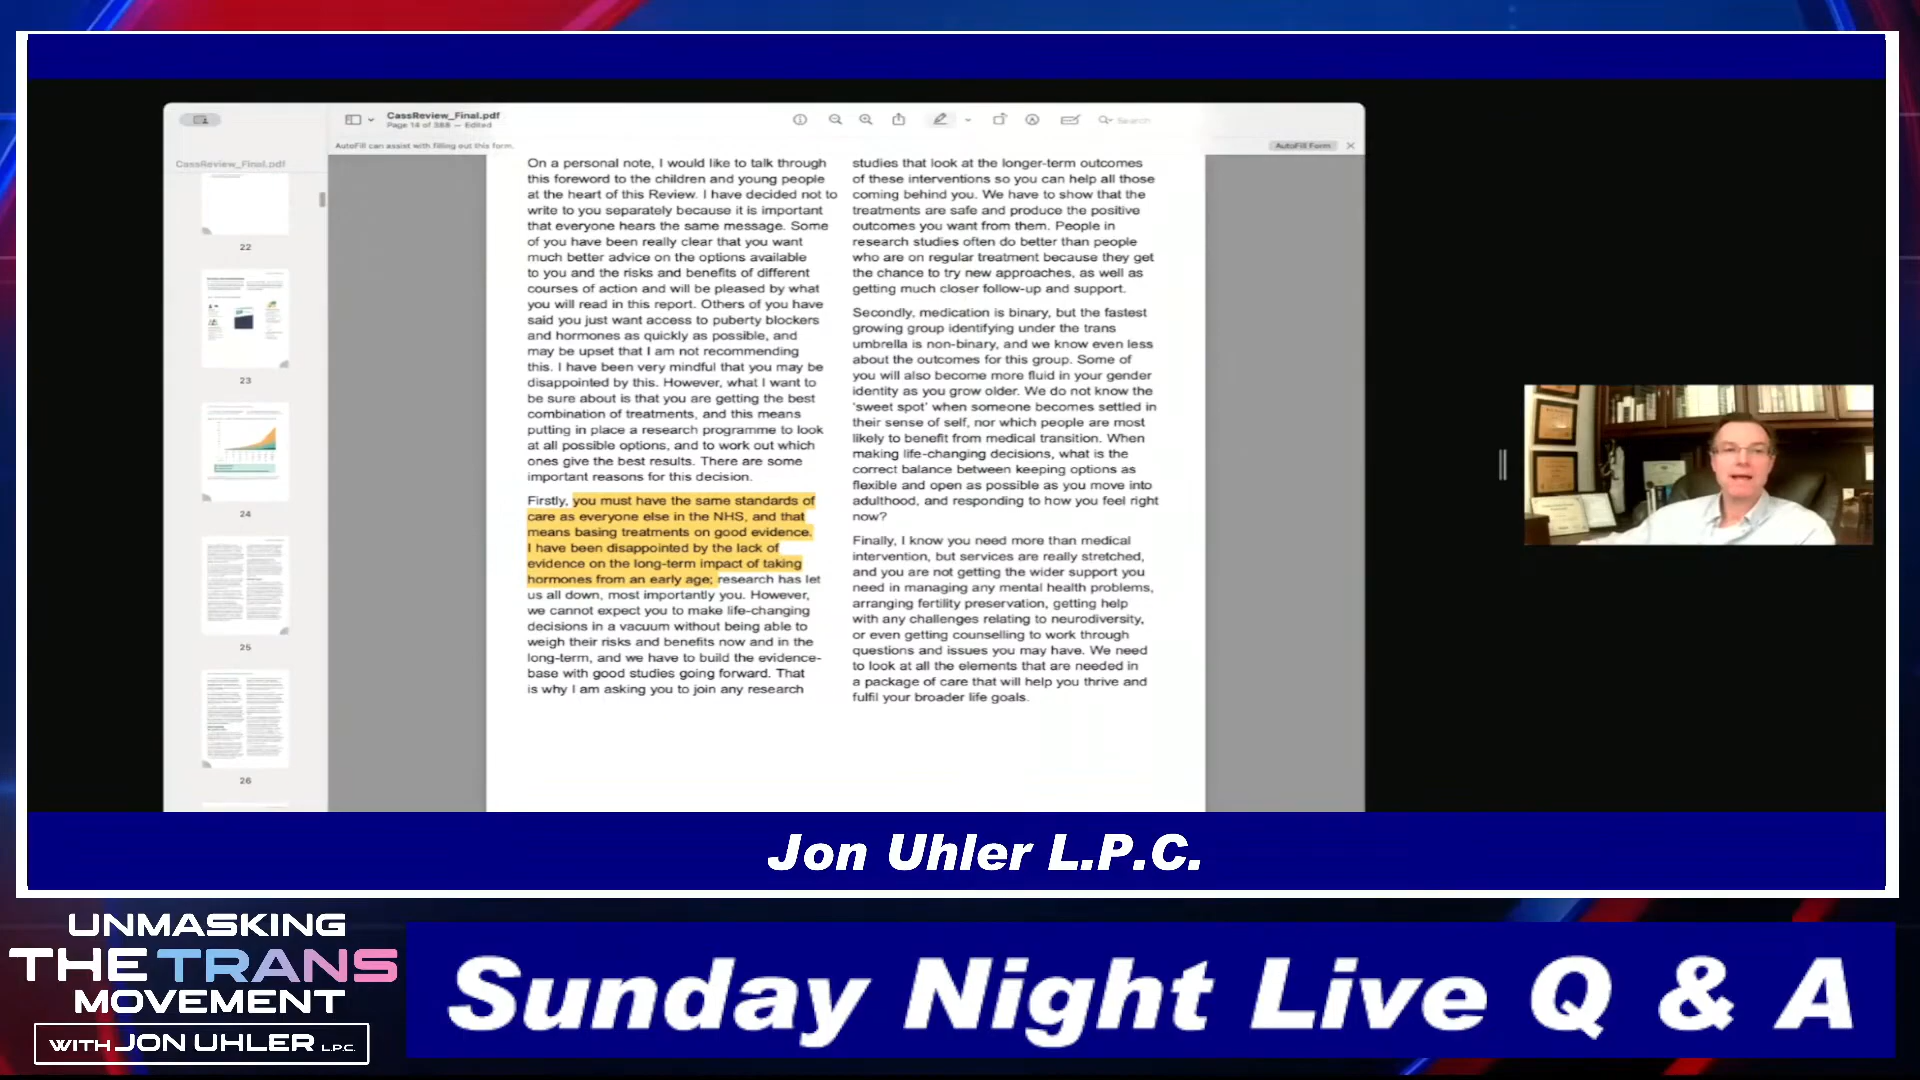 CassReview_Final.pdf
Page 14 of 388 — Edited
Search
AutoFill can assist with filling out this form.
AutoFill Form
CassReview_Final.pdf
22
23
24
25
26
On a personal note, I would like to talk through
this foreword to the children and young people
at the heart of this Review. I have decided not to
write to you separately because it is important
that everyone hears the same message. Some
of you have been really clear that you want
much better advice on the options available
to you and the risks and benefits of different
courses of action and will be pleased by what
you will read in this report. Others of you have
said you just want access to puberty blockers
and hormones as quickly as possible, and
may be upset that I am not recommending
this. I have been very mindful that you may be
disappointed by this. However, what I want to
be sure about is that you are getting the best
combination of treatments, and this means
putting in place a research programme to look
at all possible options, and to work out which
ones give the best results. There are some
important reasons for this decision.
Firstly, you must have the same standards of
care as everyone else in the NHS, and that
means basing treatments on good evidence.
I have been disappointed by the lack of
evidence on the long-term impact of taking
hormones from an early age; research has let
us all down, most importantly you. However,
we cannot expect you to make life-changing
decisions in a vacuum without being able to
weigh their risks and benefits now and in the
long-term, and we have to build the evidence-
base with good studies going forward. That
is why I am asking you to join any research
studies that look at the longer-term outcomes
of these interventions so you can help all those
coming behind you. We have to show that the
treatments are safe and produce the positive
outcomes you want from them. People in
research studies often do better than people
who are on regular treatment because they get
the chance to try new approaches, as well as
getting much closer follow-up and support.
Secondly, medication is binary, but the fastest
growing group identifying under the trans
umbrella is non-binary, and we know even less
about the outcomes for this group. Some of
you will also become more fluid in your gender
identity as you grow older. We do not know the
'sweet spot' when someone becomes settled in
their sense of self, nor which people are most
likely to benefit from medical transition. When
making life-changing decisions, what is the
correct balance between keeping options as
flexible and open as possible as you move into
adulthood, and responding to how you feel right
now?
Finally, I know you need more than medical
intervention, but services are really stretched,
and you are not getting the wider support you
need in managing any mental health problems,
arranging fertility preservation, getting help
with any challenges relating to neurodiversity,
or even getting counselling to work through
questions and issues you may have. We need
to look at all the elements that are needed in
a package of care that will help you thrive and
fulfil your broader life goals.
Jon Uhler L.P.C.
UNMASKING
THE TRANS
MOVEMENT
WITH JON UHLER L.P.C.
Sunday Night Live Q & A